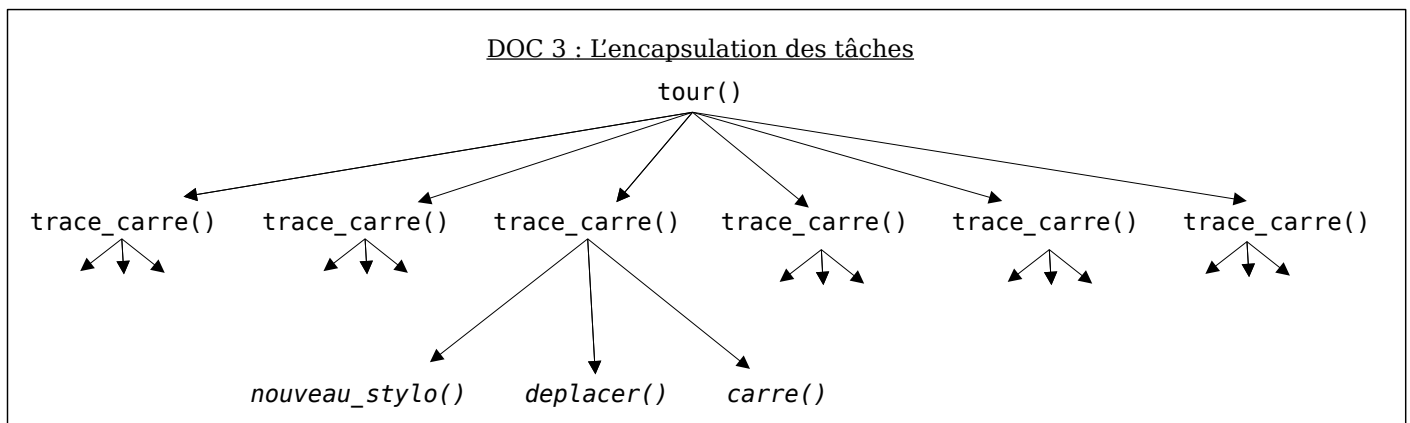 DOC 3 : L’encapsulation des tâches
tour()
trace_carre() trace_carre() trace_carre() trace_carre() trace_carre() trace_carre()
nouveau_stylo() deplacer() carre()